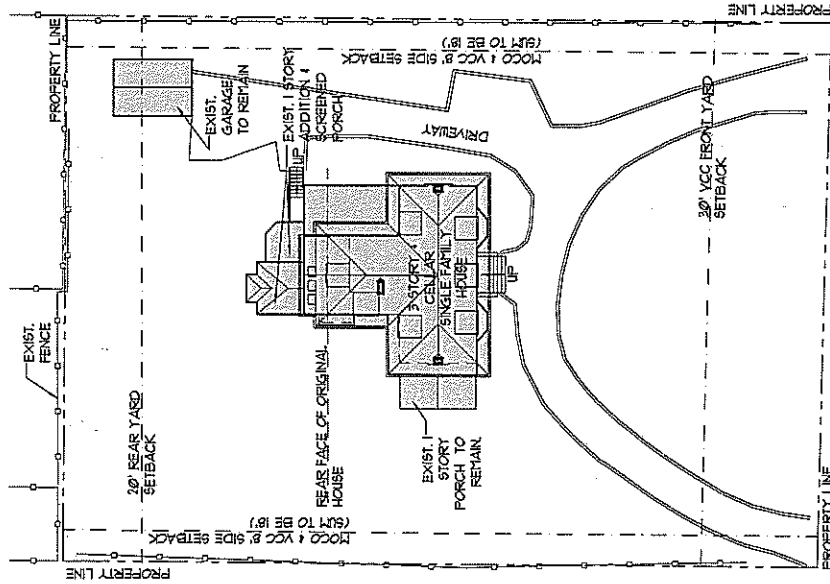 PROPERTY LINE
PROPERTY LINE
MOCO & VCC 8' SIDE SETBACK
(SUM TO BE 18')
EXIST.
GARAGE
TO REMAIN
EXIST. 1 STORY
ADDITION &
SCREENED
PORCH
UP
DRIVEWAY
EXIST.
FENCE
20' REAR YARD
SETBACK
30' VCC FRONT YARD
SETBACK
3 STORY &
CELLAR
SINGLE FAMILY
HOUSE
UP
REAR FACE OF ORIGINAL
HOUSE
EXIST. 1
STORY
PORCH TO
REMAIN
MOCO & VCC 8' SIDE SETBACK
(SUM TO BE 18')
PROPERTY LINE
PROPERTY LINE